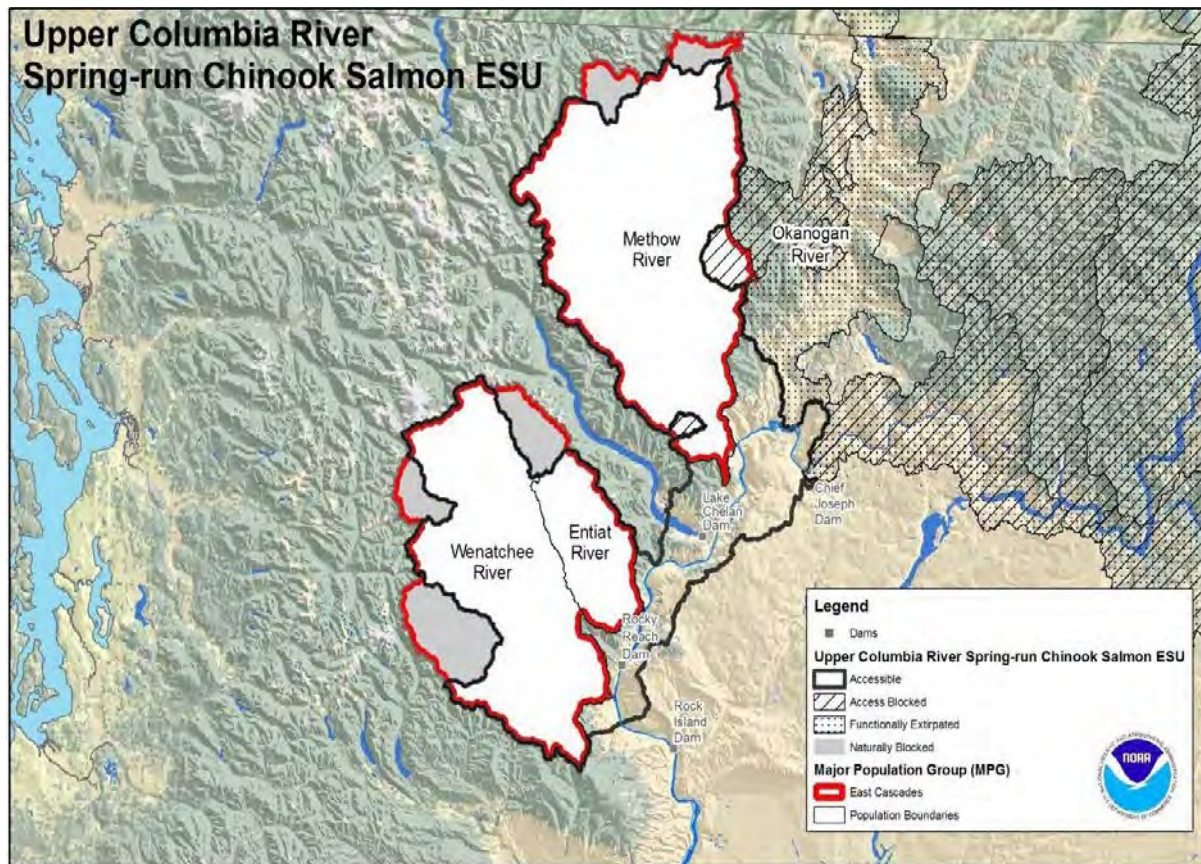 Upper Columbia River
Spring-run Chinook Salmon ESU
Methow
River
Okanogan
River
Lake
Chelan
Dam
Chief
Joseph
Dam
Entiat
River
Wenatchee
River
Rocky
Reach
Dam
Rock
Island
Dam
Legend
Dams
Upper Columbia River Spring-run Chinook Salmon ESU
Accessible
Access Blocked
Functionally Extirpated
Naturally Blocked
Major Population Group (MPG)
East Cascades
Population Boundaries
NOAA